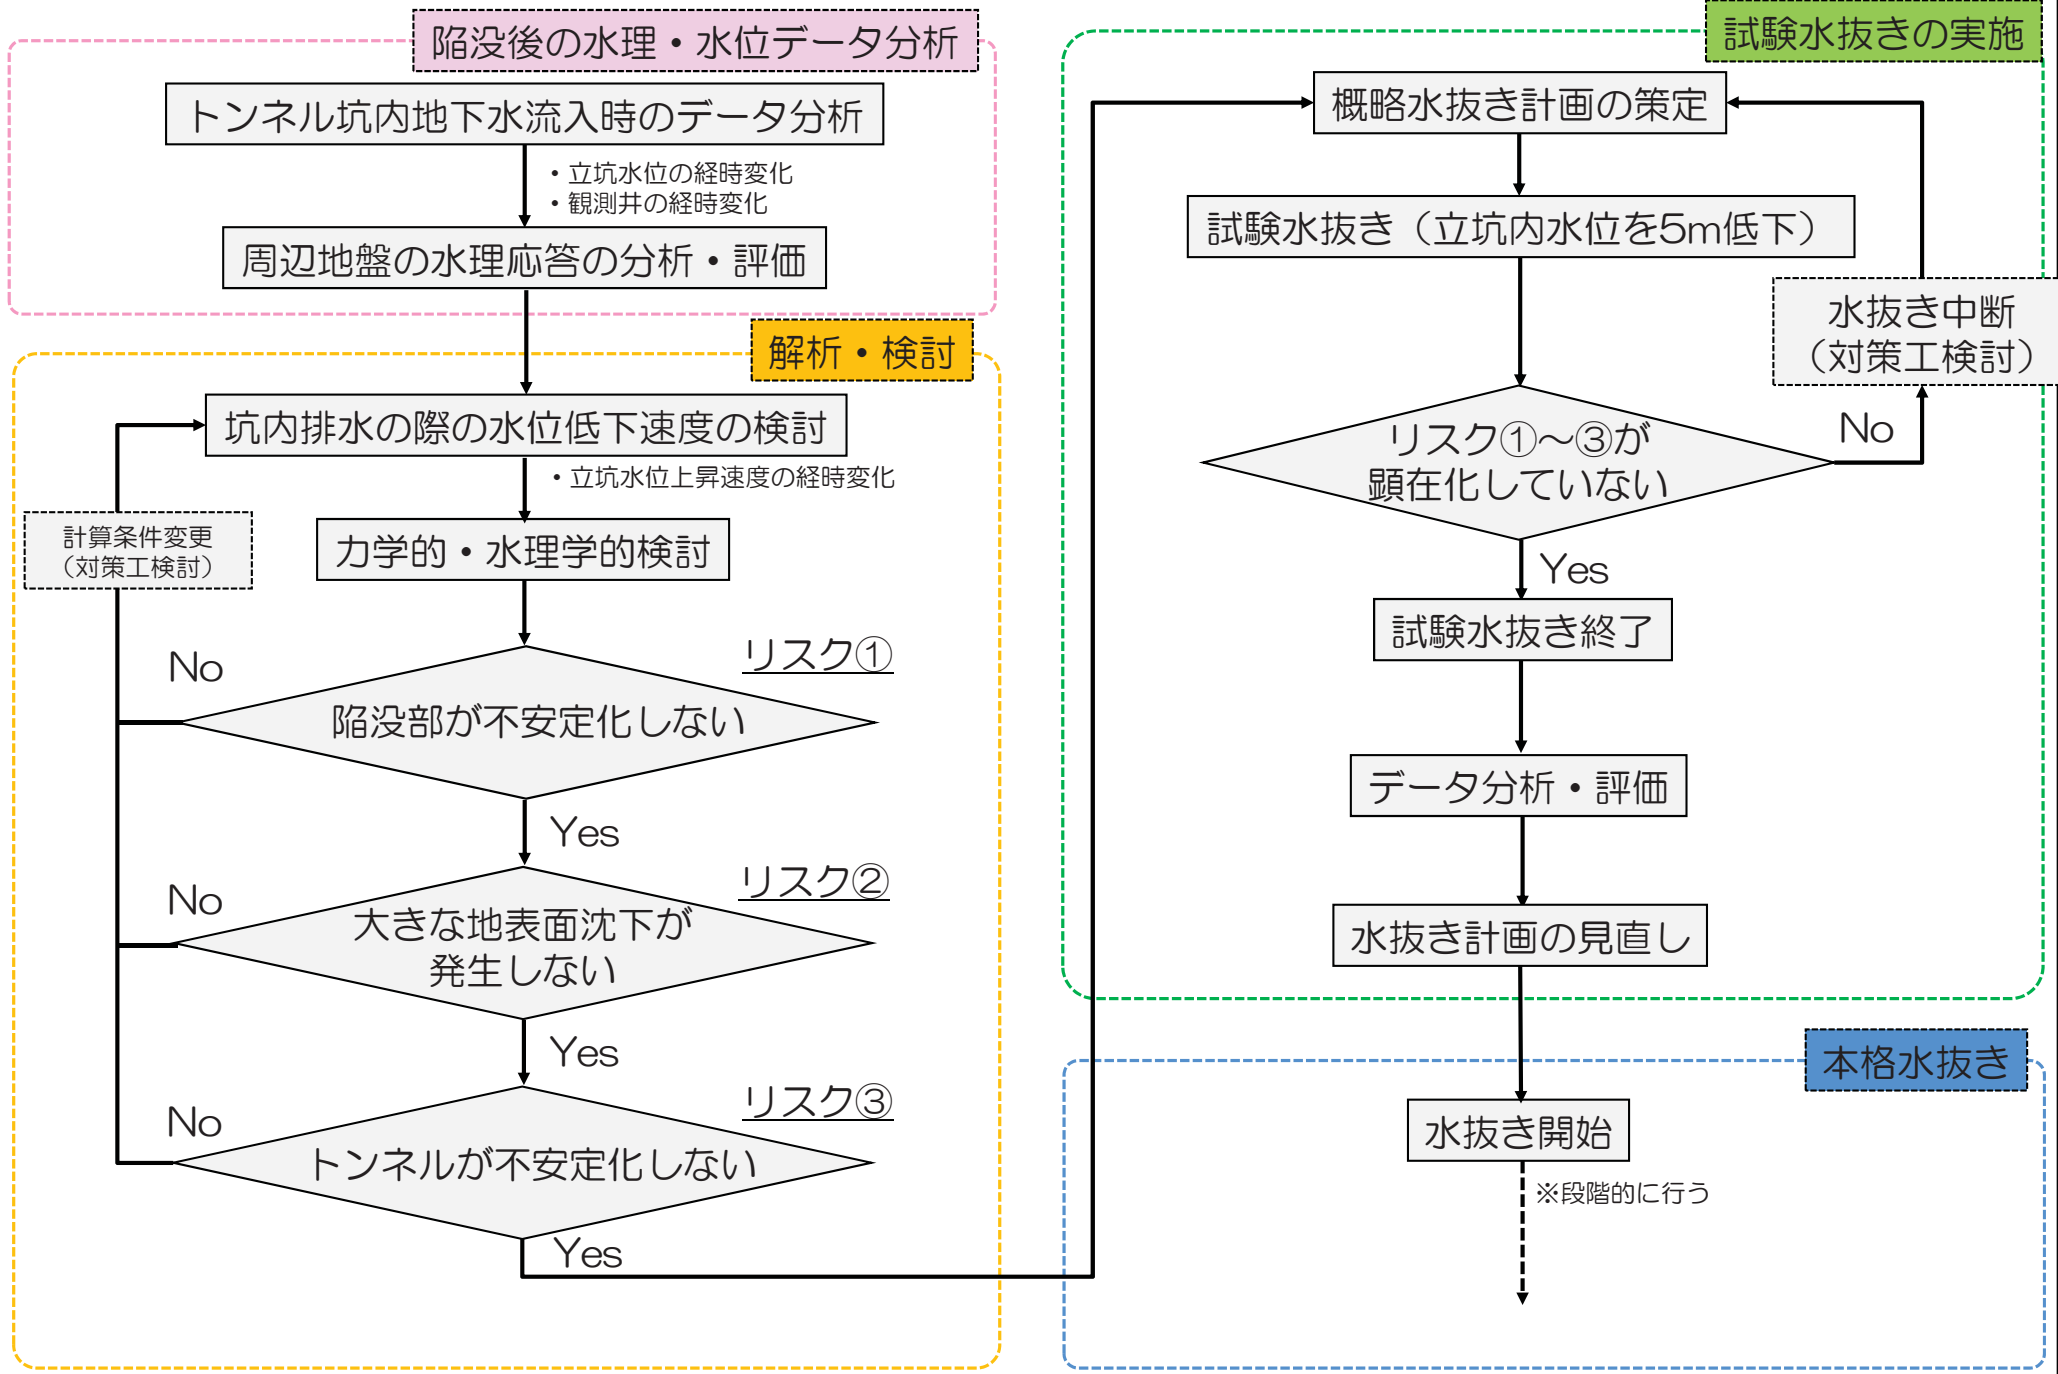 陥没後の水理・水位データ分析
トンネル坑内地下水流入時のデータ分析
・立坑水位の経時変化
・観測井の経時変化
周辺地盤の水理応答の分析・評価
解析・検討
坑内排水の際の水位低下速度の検討
・立坑水位上昇速度の経時変化
計算条件変更
（対策工検討）
力学的・水理学的検討
リスク①
No
陥没部が不安定化しない
Yes
リスク②
No
大きな地表面沈下が
発生しない
Yes
リスク③
No
トンネルが不安定化しない
Yes
試験水抜きの実施
概略水抜き計画の策定
試験水抜き（立坑内水位を5m低下）
水抜き中断
（対策工検討）
No
リスク①～③が
顕在化していない
Yes
試験水抜き終了
データ分析・評価
水抜き計画の見直し
本格水抜き
水抜き開始
※段階的に行う